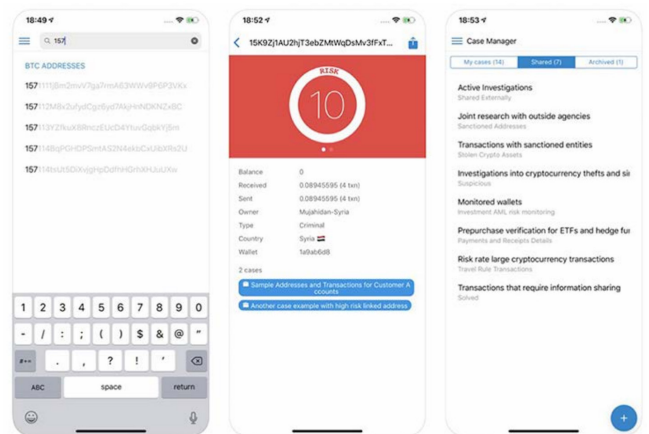 18:49
157
BTC ADDRESSES
157
157
157
157
157
1 2 3 4 5 6 7 8 9 0
- / : ; ( ) $ & @ "
#+= . , ? ! '
ABC space return
18:52
15K9Zj1AU2hjT3ebZMtWqDsMv3fFxT...
RISK
10
Balance 0
Received 0.08945595 (4 txn)
Sent 0.08945595 (4 txn)
Owner Mujahidan-Syria
Type Criminal
Country Syria
Wallet 1a9ab6d8
2 cases
Sample Addresses and Transactions for Customer A
ccounts
Another case example with high risk linked address
18:53
Case Manager
My cases (14) Shared (7) Archived (1)
Active Investigations
Shared Externally
Joint research with outside agencies
Sanctioned Addresses
Transactions with sanctioned entities
Stolen Crypto Assets
Investigations into cryptocurrency thefts and sir
Suspicious
Monitored wallets
Investment AML risk monitoring
Prepurchase verification for ETFs and hedge fur
Payments and Receipts Details
Risk rate large cryptocurrency transactions
Travel Rule Transactions
Transactions that require information sharing
Solved
+